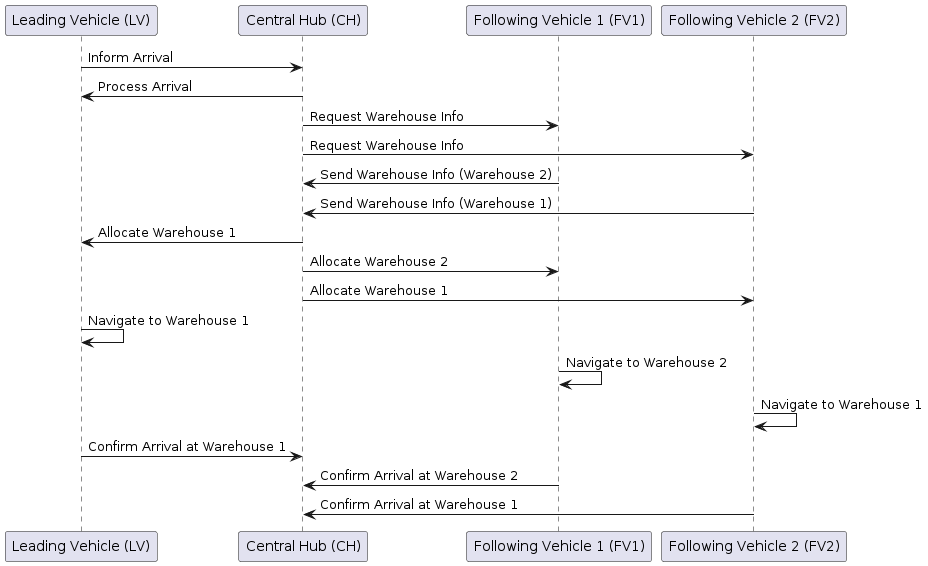 Leading Vehicle (LV)
Central Hub (CH)
Following Vehicle 1 (FV1)
Following Vehicle 2 (FV2)
Inform Arrival
Process Arrival
Request Warehouse Info
Request Warehouse Info
Send Warehouse Info (Warehouse 2)
Send Warehouse Info (Warehouse 1)
Allocate Warehouse 1
Allocate Warehouse 2
Allocate Warehouse 1
Navigate to Warehouse 1
Navigate to Warehouse 2
Navigate to Warehouse 1
Confirm Arrival at Warehouse 1
Confirm Arrival at Warehouse 2
Confirm Arrival at Warehouse 1
Leading Vehicle (LV)
Central Hub (CH)
Following Vehicle 1 (FV1)
Following Vehicle 2 (FV2)